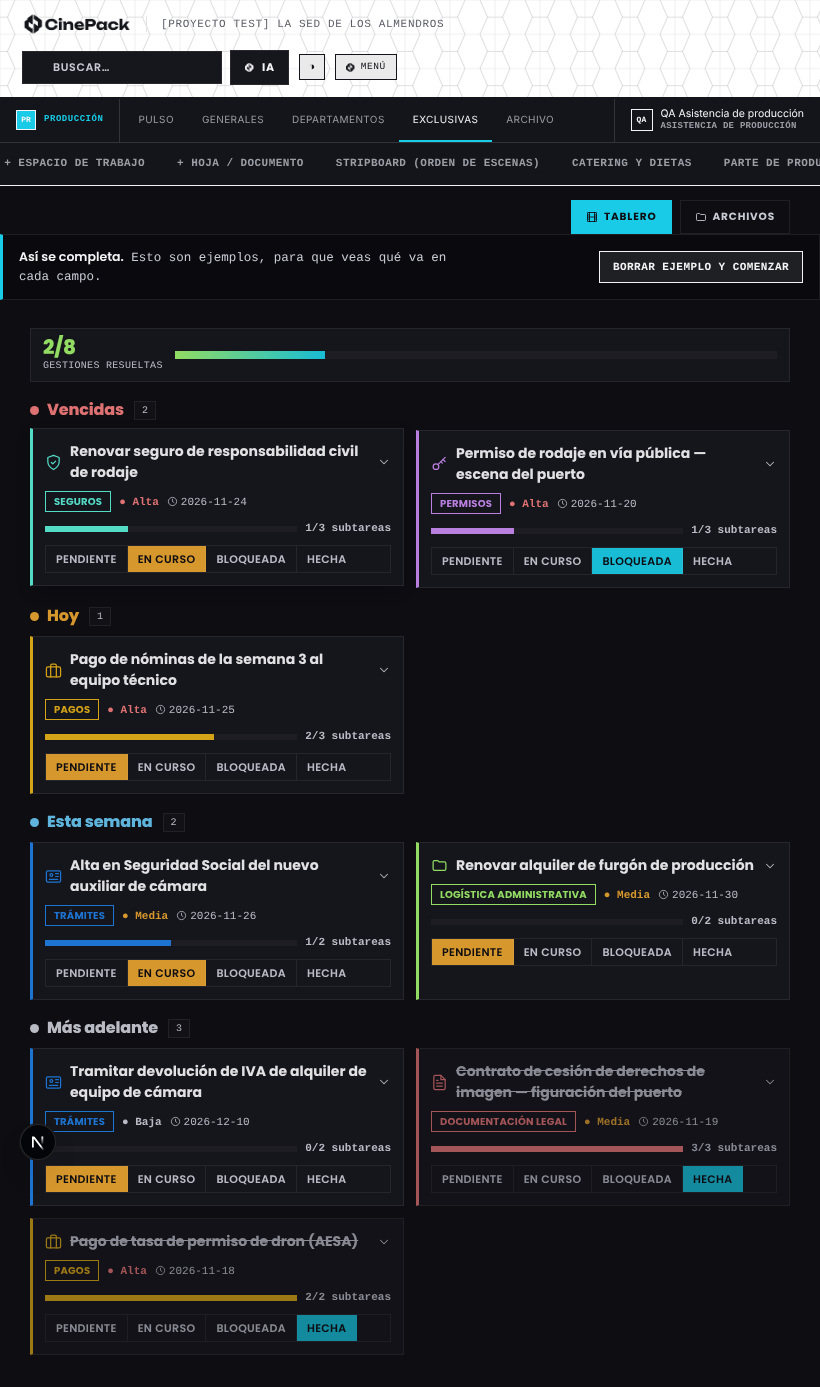 CinePack
[PROYECTO TEST] LA SED DE LOS ALMENDROS
BUSCAR…
IA
MENÚ
PR
PRODUCCIÓN
PULSO
GENERALES
DEPARTAMENTOS
EXCLUSIVAS
ARCHIVO
QA
QA Asistencia de producción
ASISTENCIA DE PRODUCCIÓN
+ ESPACIO DE TRABAJO
+ HOJA / DOCUMENTO
STRIPBOARD (ORDEN DE ESCENAS)
CATERING Y DIETAS
PARTE DE PRODU
TABLERO
ARCHIVOS
Así se completa. Esto son ejemplos, para que veas qué va en
cada campo.
BORRAR EJEMPLO Y COMENZAR
2/8
GESTIONES RESUELTAS
Vencidas 2
Renovar seguro de responsabilidad civil
de rodaje
SEGUROS • Alta 2026-11-24
1/3 subtareas
PENDIENTE EN CURSO BLOQUEADA HECHA
Permiso de rodaje en vía pública —
escena del puerto
PERMISOS • Alta 2026-11-20
1/3 subtareas
PENDIENTE EN CURSO BLOQUEADA HECHA
Hoy 1
Pago de nóminas de la semana 3 al
equipo técnico
PAGOS • Alta 2026-11-25
2/3 subtareas
PENDIENTE EN CURSO BLOQUEADA HECHA
Esta semana 2
Alta en Seguridad Social del nuevo
auxiliar de cámara
TRÁMITES • Media 2026-11-26
1/2 subtareas
PENDIENTE EN CURSO BLOQUEADA HECHA
Renovar alquiler de furgón de producción
LOGÍSTICA ADMINISTRATIVA • Media 2026-11-30
0/2 subtareas
PENDIENTE EN CURSO BLOQUEADA HECHA
Más adelante 3
Tramitar devolución de IVA de alquiler de
equipo de cámara
TRÁMITES • Baja 2026-12-10
0/2 subtareas
PENDIENTE EN CURSO BLOQUEADA HECHA
Contrato de cesión de derechos de
imagen — figuración del puerto
DOCUMENTACIÓN LEGAL • Media 2026-11-19
3/3 subtareas
PENDIENTE EN CURSO BLOQUEADA HECHA
N
Pago de tasa de permiso de dron (AESA)
PAGOS • Alta 2026-11-18
2/2 subtareas
PENDIENTE EN CURSO BLOQUEADA HECHA